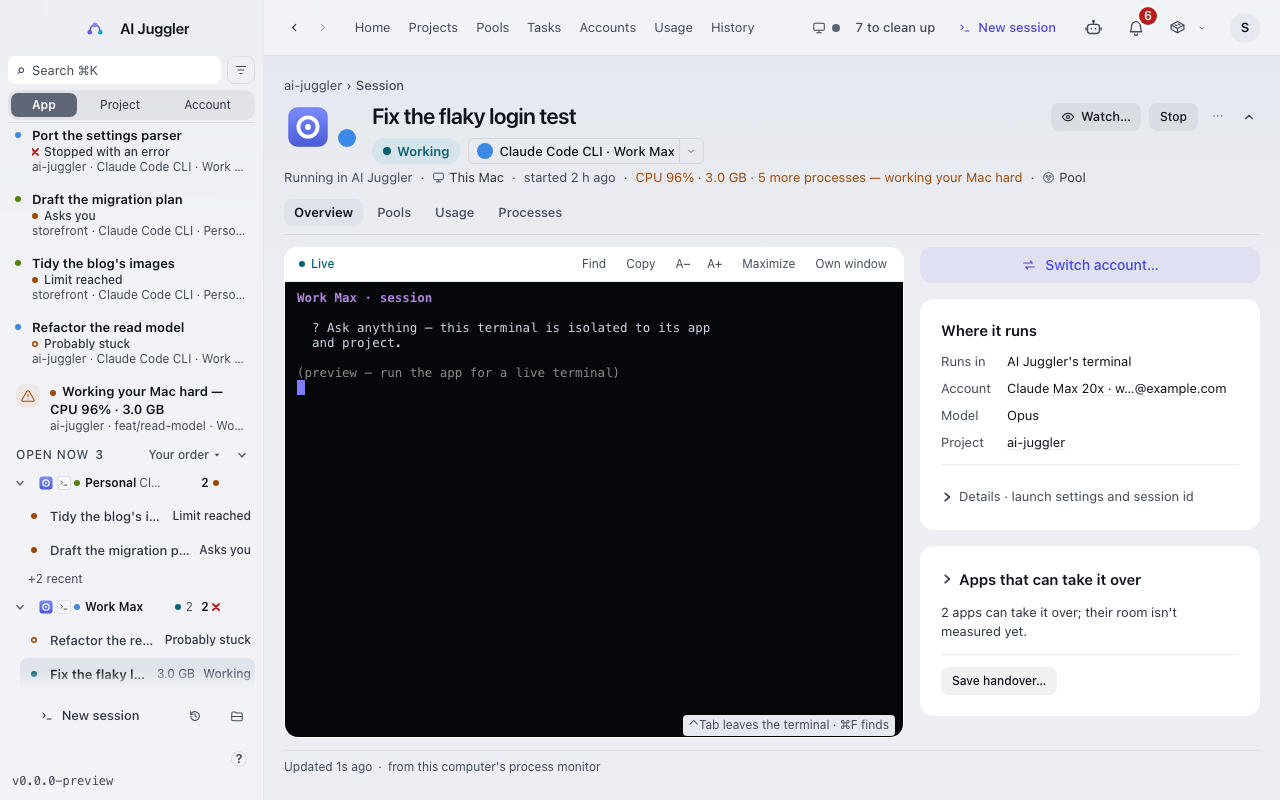 AI Juggler
Search ⌘K
App Project Account
Port the settings parser
Stopped with an error
ai-juggler · Claude Code CLI · Work ...
Draft the migration plan
Asks you
storefront · Claude Code CLI · Perso...
Tidy the blog's images
Limit reached
storefront · Claude Code CLI · Perso...
Refactor the read model
Probably stuck
ai-juggler · Claude Code CLI · Work ...
Working your Mac hard —
CPU 96% · 3.0 GB
ai-juggler · feat/read-model · Wo...
OPEN NOW 3 Your order
Personal Cl... 2
Tidy the blog's i... Limit reached
Draft the migration p... Asks you
+2 recent
Work Max 2 2
Refactor the re... Probably stuck
Fix the flaky l... 3.0 GB Working
New session
?
v0.0.0-preview
Home Projects Pools Tasks Accounts Usage History
7 to clean up New session 6 S
ai-juggler › Session
Fix the flaky login test
Watch... Stop ...
Working Claude Code CLI · Work Max
Running in AI Juggler · This Mac · started 2 h ago · CPU 96% · 3.0 GB · 5 more processes — working your Mac hard · Pool
Overview Pools Usage Processes
Live Find Copy A− A+ Maximize Own window
Work Max · session
? Ask anything — this terminal is isolated to its app
and project.
(preview — run the app for a live terminal)
^Tab leaves the terminal · ⌘F finds
Switch account...
Where it runs
Runs in AI Juggler's terminal
Account Claude Max 20x · w...@example.com
Model Opus
Project ai-juggler
Details · launch settings and session id
Apps that can take it over
2 apps can take it over; their room isn't
measured yet.
Save handover...
Updated 1s ago · from this computer's process monitor